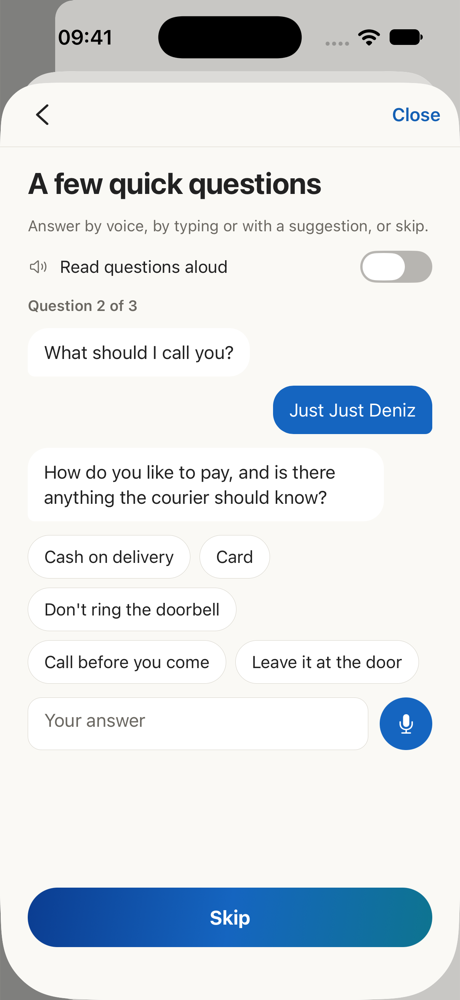 09:41
Close
A few quick questions
Answer by voice, by typing or with a suggestion, or skip.
Read questions aloud
Question 2 of 3
What should I call you?
Just Just Deniz
How do you like to pay, and is there
anything the courier should know?
Cash on delivery
Card
Don't ring the doorbell
Call before you come
Leave it at the door
Your answer
Skip